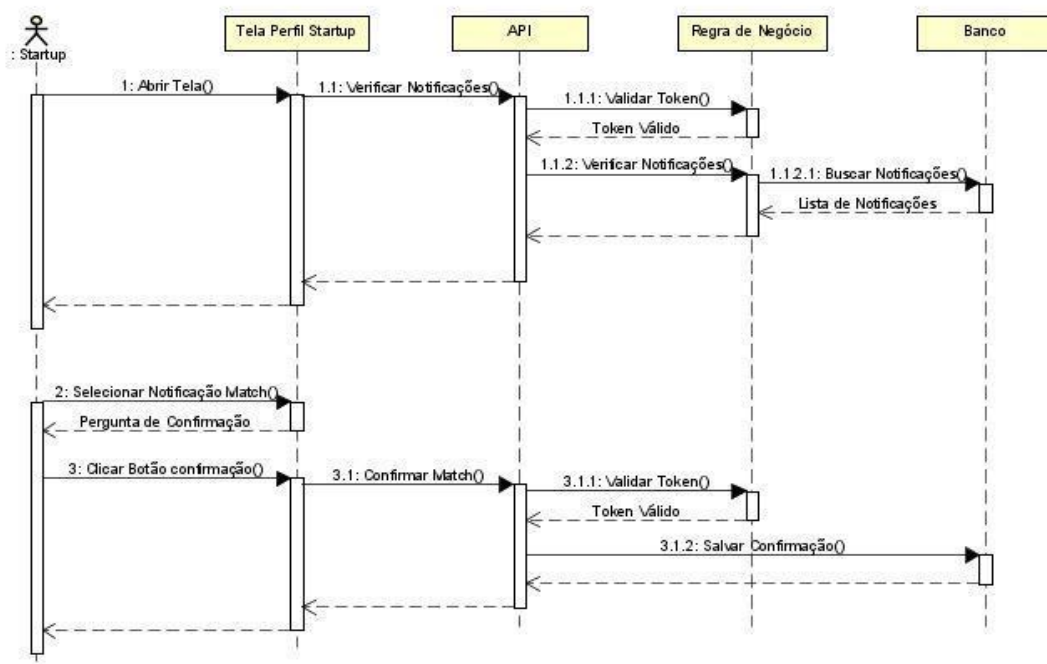 : Startup
Tela Perfil Startup
API
Regra de Negócio
Banco
1: Abrir Tela()
1.1: Verificar Notificações()
1.1.1: Validar Token()
Token Válido
1.1.2: Verificar Notificações()
1.1.2.1: Buscar Notificações()
Lista de Notificações
2: Selecionar Notificação Match()
Pergunta de Confirmação
3: Clicar Botão confirmação()
3.1: Confirmar Match()
3.1.1: Validar Token()
Token Válido
3.1.2: Salvar Confirmação()